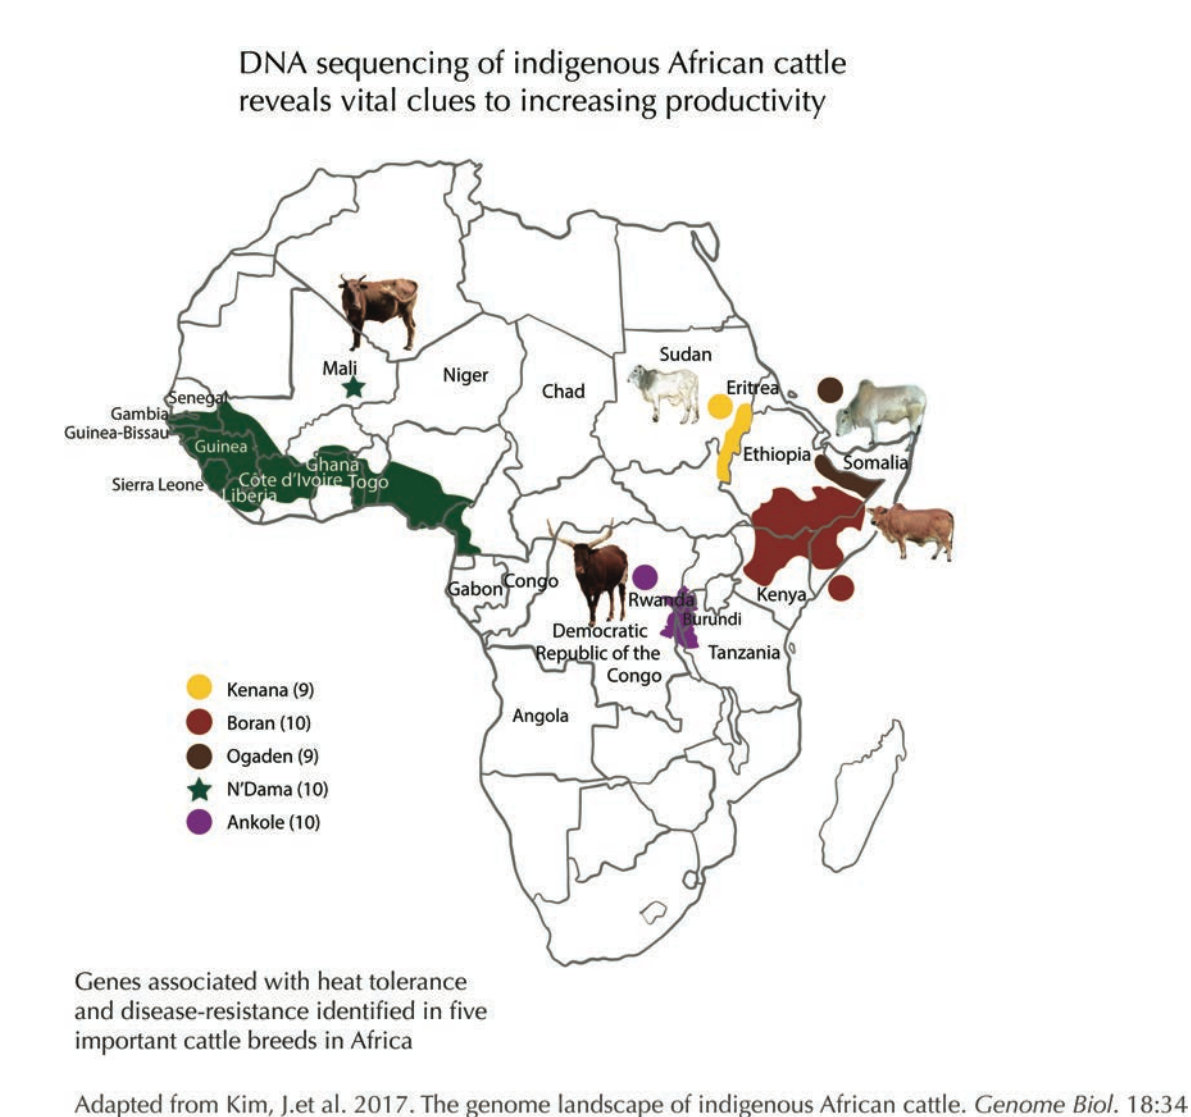 DNA sequencing of indigenous African cattle
reveals vital clues to increasing productivity
Sudan
Mali
Niger
Chad
Eritrea
Senegal
Gambia
Guinea-Bissau
Guinea
Ethiopia
Somalia
Ghana
Sierra Leone
Côte d'Ivoire
Togo
Liberia
Gabon
Congo
Rwanda
Kenya
Burundi
Democratic
Republic of the
Congo
Tanzania
Angola
Kenana (9)
Boran (10)
Ogaden (9)
N'Dama (10)
Ankole (10)
Genes associated with heat tolerance
and disease-resistance identified in five
important cattle breeds in Africa
Adapted from Kim, J.et al. 2017. The genome landscape of indigenous African cattle. Genome Biol. 18:34